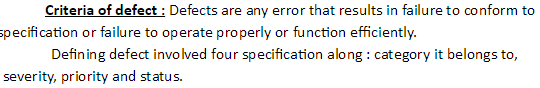 Criteria of defect : Defects are any error that results in failure to conform to
specification or failure to operate properly or function efficiently.
Defining defect involved four specification along : category it belongs to,
severity, priority and status.